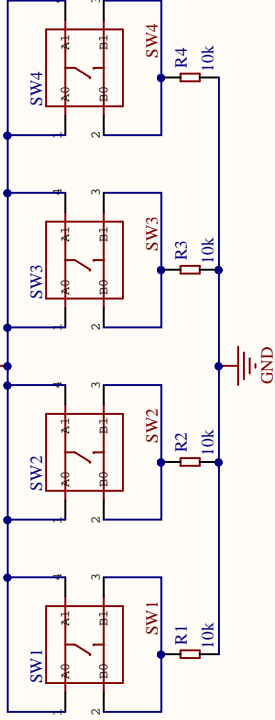 SW1 SW2 SW3 SW4
1 4 1 4 1 4 1
A0 A1 A0 A1 A0 A1 A0 A1
B0 B1 B0 B1 B0 B1 B0 B1
2 3 2 3 2 3 2
SW1 SW2 SW3 SW4
R1 R2 R3 R4
10k 10k 10k 10k
GND